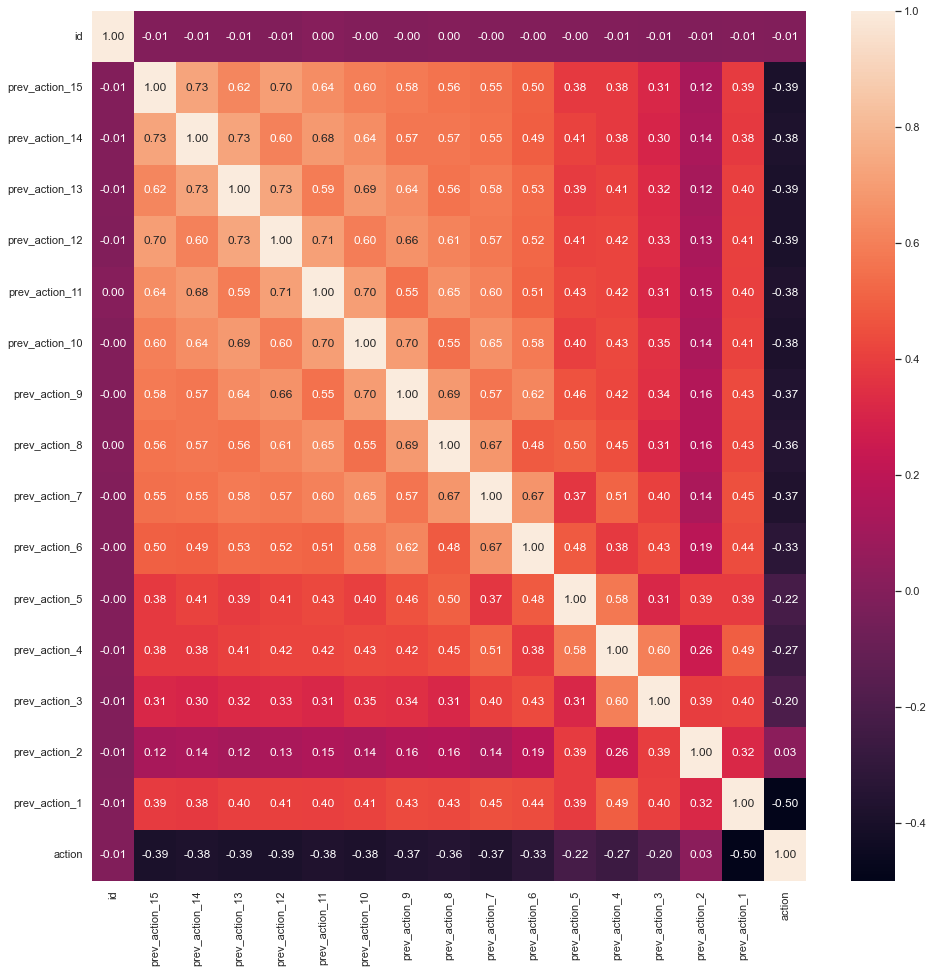 id 1.00 -0.01 -0.01 -0.01 -0.01 0.00 -0.00 -0.00 0.00 -0.00 -0.00 -0.00 -0.01 -0.01 -0.01 -0.01 -0.01
prev_action_15 -0.01 1.00 0.73 0.62 0.70 0.64 0.60 0.58 0.56 0.55 0.50 0.38 0.38 0.31 0.12 0.39 -0.39
prev_action_14 -0.01 0.73 1.00 0.73 0.60 0.68 0.64 0.57 0.57 0.55 0.49 0.41 0.38 0.30 0.14 0.38 -0.38
prev_action_13 -0.01 0.62 0.73 1.00 0.73 0.59 0.69 0.64 0.56 0.58 0.53 0.39 0.41 0.32 0.12 0.40 -0.39
prev_action_12 -0.01 0.70 0.60 0.73 1.00 0.71 0.60 0.66 0.61 0.57 0.52 0.41 0.42 0.33 0.13 0.41 -0.39
prev_action_11 0.00 0.64 0.68 0.59 0.71 1.00 0.70 0.55 0.65 0.60 0.51 0.43 0.42 0.31 0.15 0.40 -0.38
prev_action_10 -0.00 0.60 0.64 0.69 0.60 0.70 1.00 0.70 0.55 0.65 0.58 0.40 0.43 0.35 0.14 0.41 -0.38
prev_action_9 -0.00 0.58 0.57 0.64 0.66 0.55 0.70 1.00 0.69 0.57 0.62 0.46 0.42 0.34 0.16 0.43 -0.37
prev_action_8 0.00 0.56 0.57 0.56 0.61 0.65 0.55 0.69 1.00 0.67 0.48 0.50 0.45 0.31 0.16 0.43 -0.36
prev_action_7 -0.00 0.55 0.55 0.58 0.57 0.60 0.65 0.57 0.67 1.00 0.67 0.37 0.51 0.40 0.14 0.45 -0.37
prev_action_6 -0.00 0.50 0.49 0.53 0.52 0.51 0.58 0.62 0.48 0.67 1.00 0.48 0.38 0.43 0.19 0.44 -0.33
prev_action_5 -0.00 0.38 0.41 0.39 0.41 0.43 0.40 0.46 0.50 0.37 0.48 1.00 0.58 0.31 0.39 0.39 -0.22
prev_action_4 -0.01 0.38 0.38 0.41 0.42 0.42 0.43 0.42 0.45 0.51 0.38 0.58 1.00 0.60 0.26 0.49 -0.27
prev_action_3 -0.01 0.31 0.30 0.32 0.33 0.31 0.35 0.34 0.31 0.40 0.43 0.31 0.60 1.00 0.39 0.40 -0.20
prev_action_2 -0.01 0.12 0.14 0.12 0.13 0.15 0.14 0.16 0.16 0.14 0.19 0.39 0.26 0.39 1.00 0.32 0.03
prev_action_1 -0.01 0.39 0.38 0.40 0.41 0.40 0.41 0.43 0.43 0.45 0.44 0.39 0.49 0.40 0.32 1.00 -0.50
action -0.01 -0.39 -0.38 -0.39 -0.39 -0.38 -0.38 -0.37 -0.36 -0.37 -0.33 -0.22 -0.27 -0.20 0.03 -0.50 1.00
id prev_action_15 prev_action_14 prev_action_13 prev_action_12 prev_action_11 prev_action_10 prev_action_9 prev_action_8 prev_action_7 prev_action_6 prev_action_5 prev_action_4 prev_action_3 prev_action_2 prev_action_1 action
1.0
0.8
0.6
0.4
0.2
0.0
−0.2
−0.4